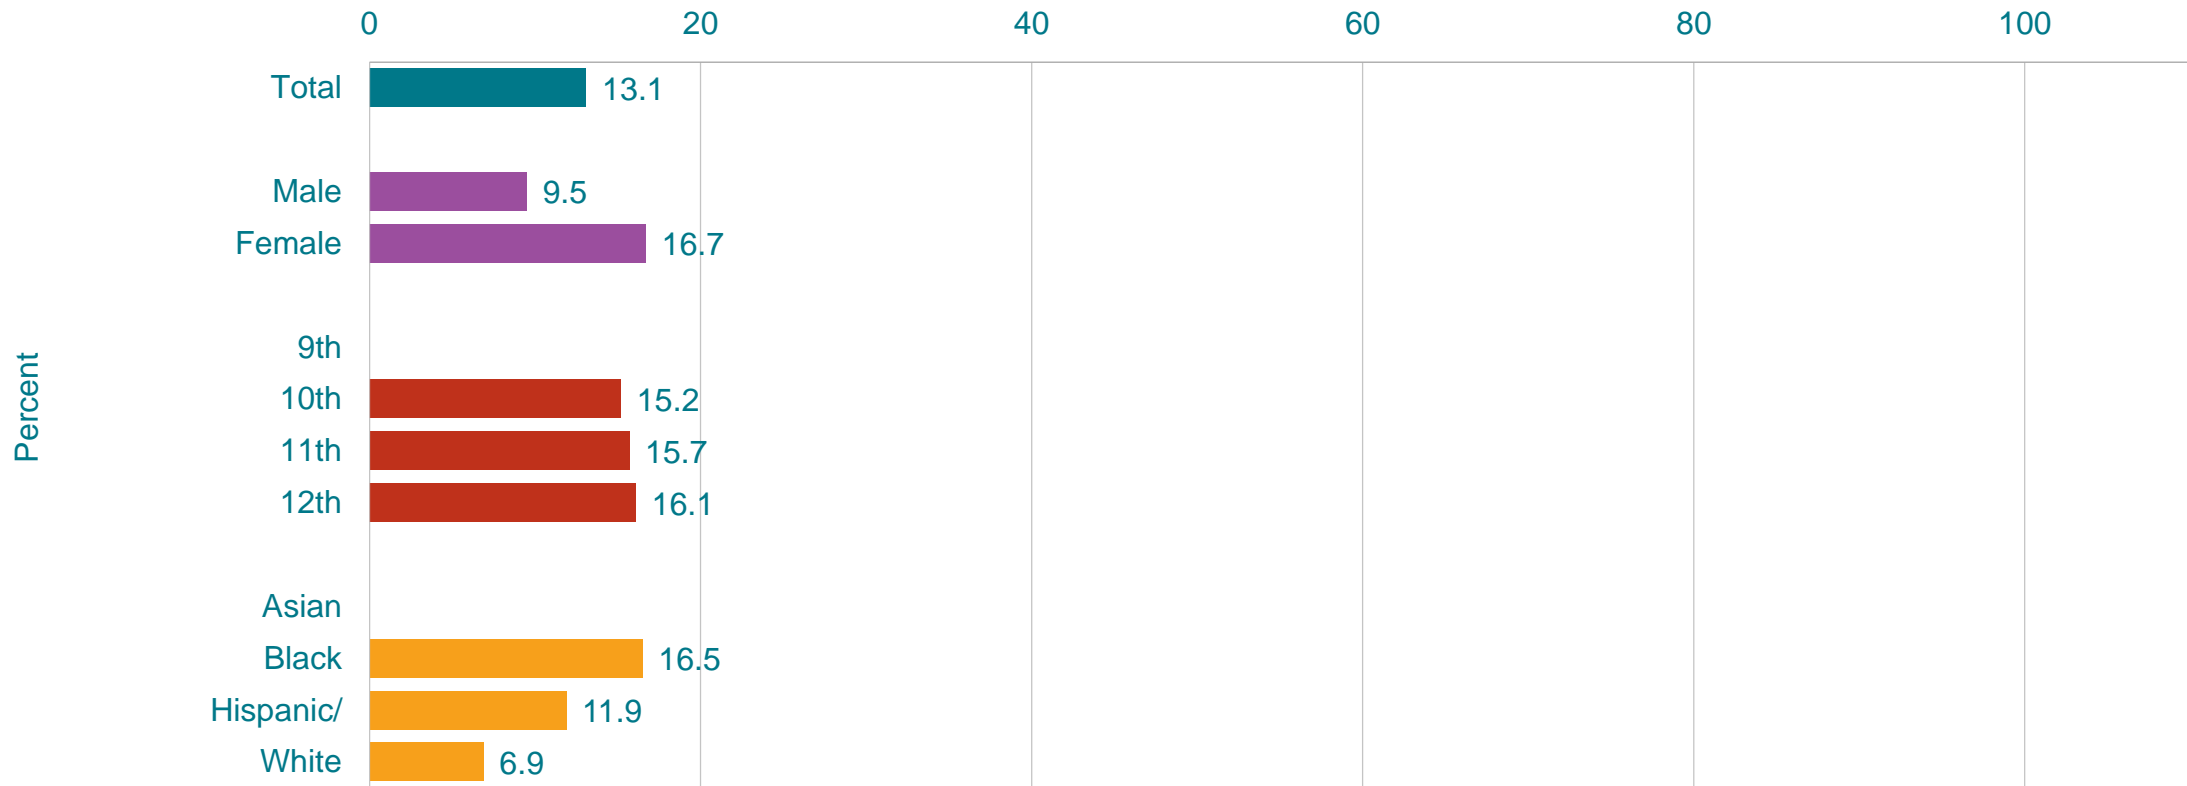 0 20 40 60 80 100
Total 13.1
Male 9.5
Female 16.7
Percent
9th
10th 15.2
11th 15.7
12th 16.1
Asian
Black 16.5
Hispanic/ 11.9
White 6.9